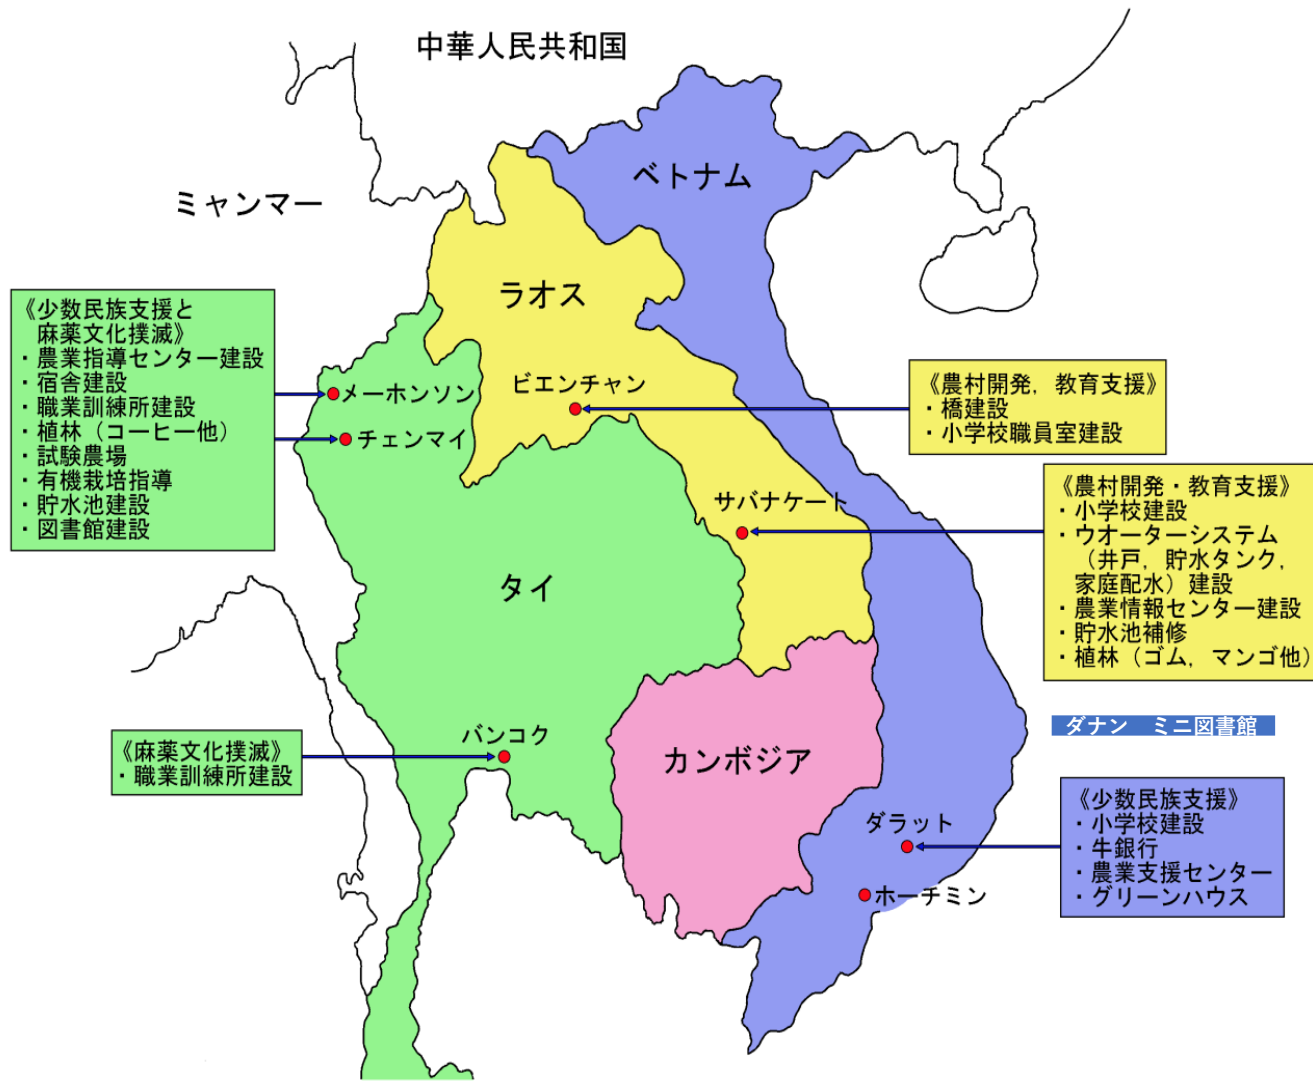 中華人民共和国
ベトナム
ミャンマー
ラオス
《少数民族支援と
麻薬文化撲滅》
・農業指導センター建設
・宿舎建設
・職業訓練所建設
・植林（コーヒー他）
・試験農場
・有機栽培指導
・貯水池建設
・図書館建設
メーホンソン
チェンマイ
ビエンチャン
《農村開発，教育支援》
・橋建設
・小学校職員室建設
サバナケート
《農村開発・教育支援》
・小学校建設
・ウオーターシステム
（井戸，貯水タンク，
家庭配水）建設
・農業情報センター建設
・貯水池補修
・植林（ゴム，マンゴ他）
タイ
バンコク
《麻薬文化撲滅》
・職業訓練所建設
カンボジア
ダナン　ミニ図書館
ダラット
ホーチミン
《少数民族支援》
・小学校建設
・牛銀行
・農業支援センター
・グリーンハウス